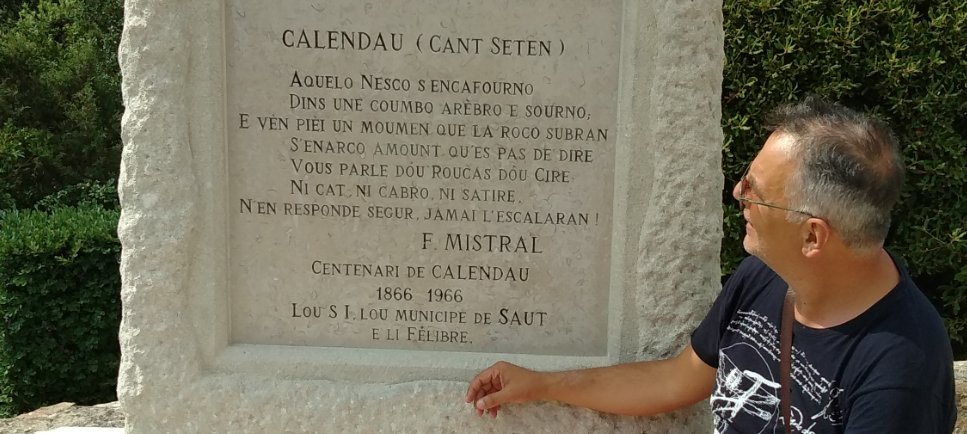 CALENDAU (CANT SETEN)
AQUELO NESCO S'ENCAFOURNO
DINS UNE COUMBO ARÈBRO E SOURNO;
E VÈN PIÈI UN MOUMEN QUE LA ROCO SUBRAN
S'ENARCO AMOUNT QU'ES PAS DE DIRE
VOUS PARLE DÓU ROUCAS DÓU CIRE.
NI CAT, NI CABRO, NI SATIRE,
N'EN RESPONDE SEGUR, JAMAI L'ESCALARAN !
F. MISTRAL
CENTENARI DE CALENDAU
1866 1966
LOU S I. LOU MUNICIPE DE SAUT
E LI FÉLIBRE.